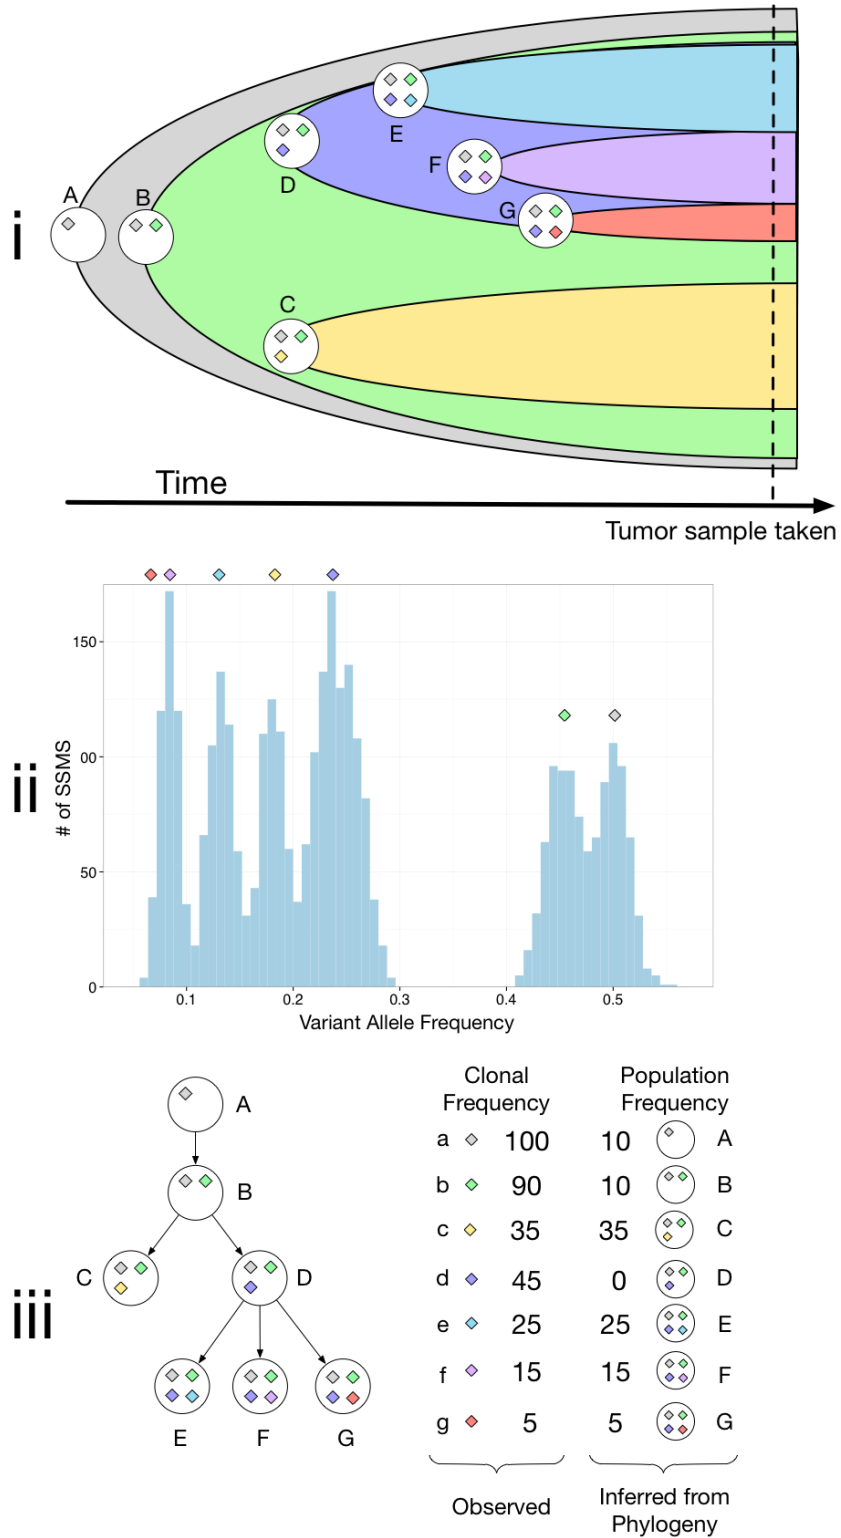 i
A
B
C
D
E
F
G
Time
Tumor sample taken
ii
# of SSMS
150
00
50
0
0.1
0.2
0.3
0.4
0.5
Variant Allele Frequency
iii
A
B
C
D
E
F
G
Clonal
Frequency
Population
Frequency
a 100 10 A
b 90 10 B
c 35 35 C
d 45 0 D
e 25 25 E
f 15 15 F
g 5 5 G
Observed
Inferred from
Phylogeny